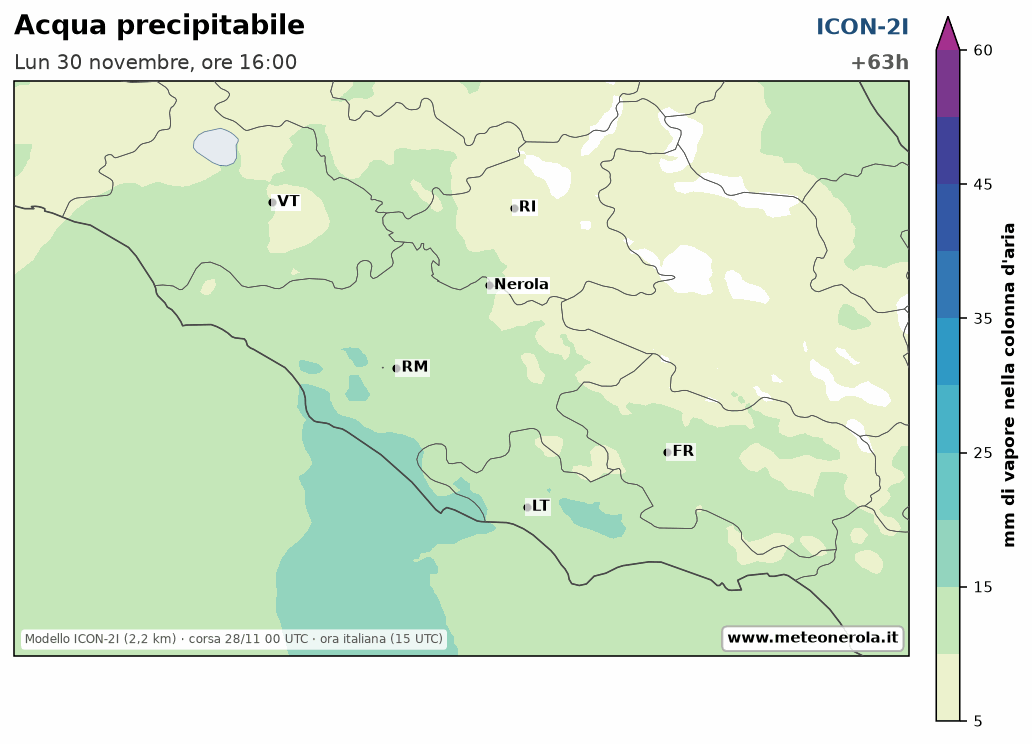 Acqua precipitabile
ICON-2I
Lun 30 novembre, ore 16:00
+63h
60
45
35
25
15
5
mm di vapore nella colonna d'aria
VT
RI
Nerola
RM
FR
LT
Modello ICON-2I (2,2 km) · corsa 28/11 00 UTC · ora italiana (15 UTC)
www.meteonerola.it